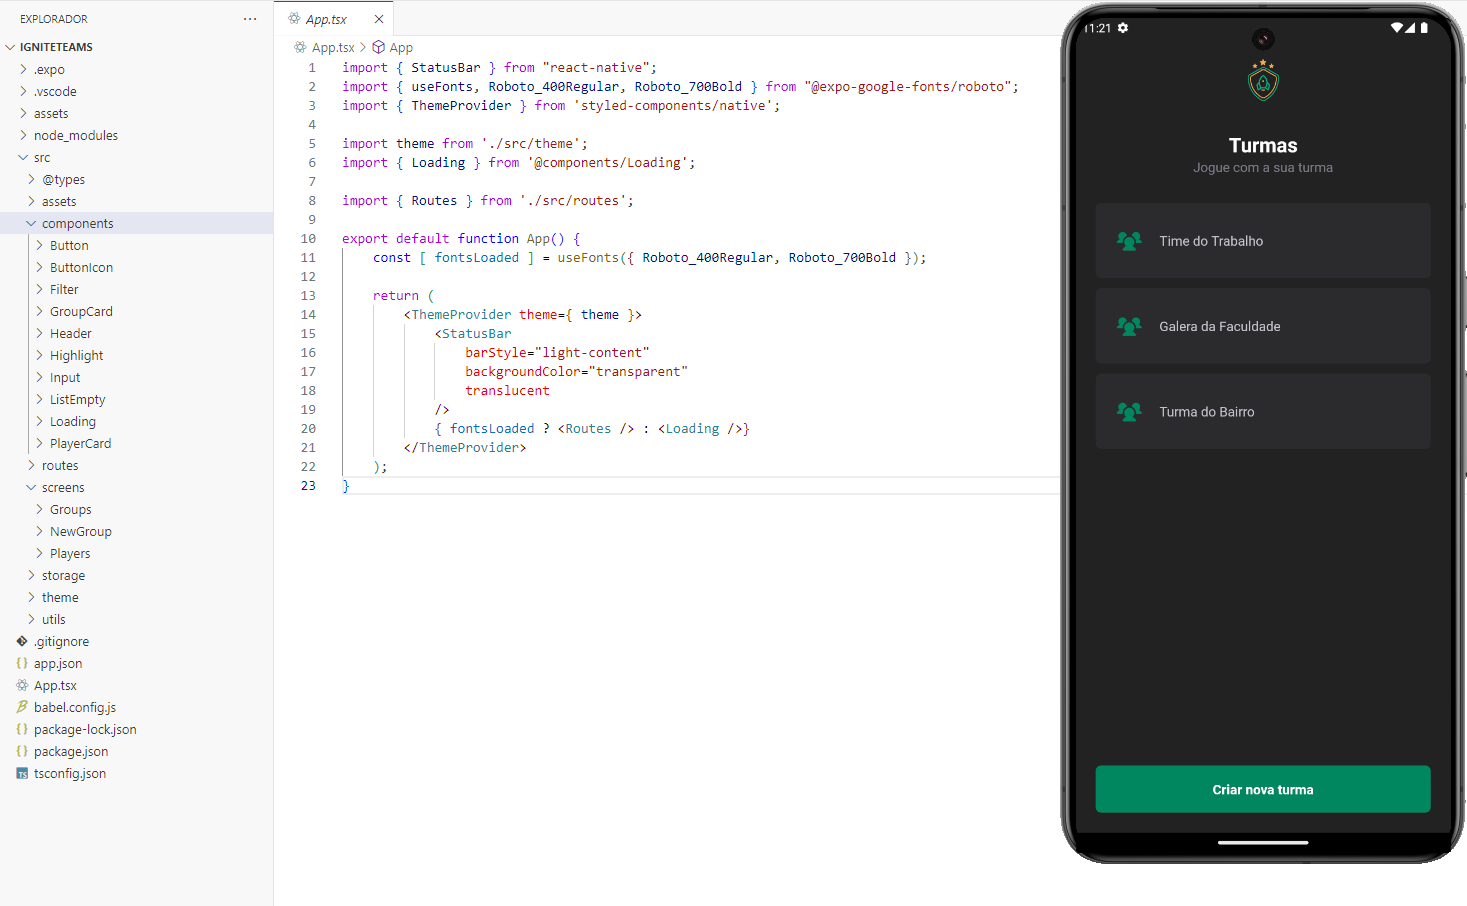 EXPLORADOR
IGNITETEAMS
.expo
.vscode
assets
node_modules
src
@types
assets
components
Button
ButtonIcon
Filter
GroupCard
Header
Highlight
Input
ListEmpty
Loading
PlayerCard
routes
screens
Groups
NewGroup
Players
storage
theme
utils
.gitignore
app.json
App.tsx
babel.config.js
package-lock.json
package.json
TS tsconfig.json
App.tsx
App.tsx > App
1 import { StatusBar } from "react-native";
2 import { useFonts, Roboto_400Regular, Roboto_700Bold } from "@expo-google-fonts/roboto";
3 import { ThemeProvider } from 'styled-components/native';
4
5 import theme from './src/theme';
6 import { Loading } from '@components/Loading';
7
8 import { Routes } from './src/routes';
9
10 export default function App() {
11 const [ fontsLoaded ] = useFonts({ Roboto_400Regular, Roboto_700Bold });
12
13 return (
14 <ThemeProvider theme={ theme }>
15 <StatusBar
16 barStyle="light-content"
17 backgroundColor="transparent"
18 translucent
19 />
20 { fontsLoaded ? <Routes /> : <Loading />}
21 </ThemeProvider>
22 );
23 }
11:21
Turmas
Jogue com a sua turma
Time do Trabalho
Galera da Faculdade
Turma do Bairro
Criar nova turma